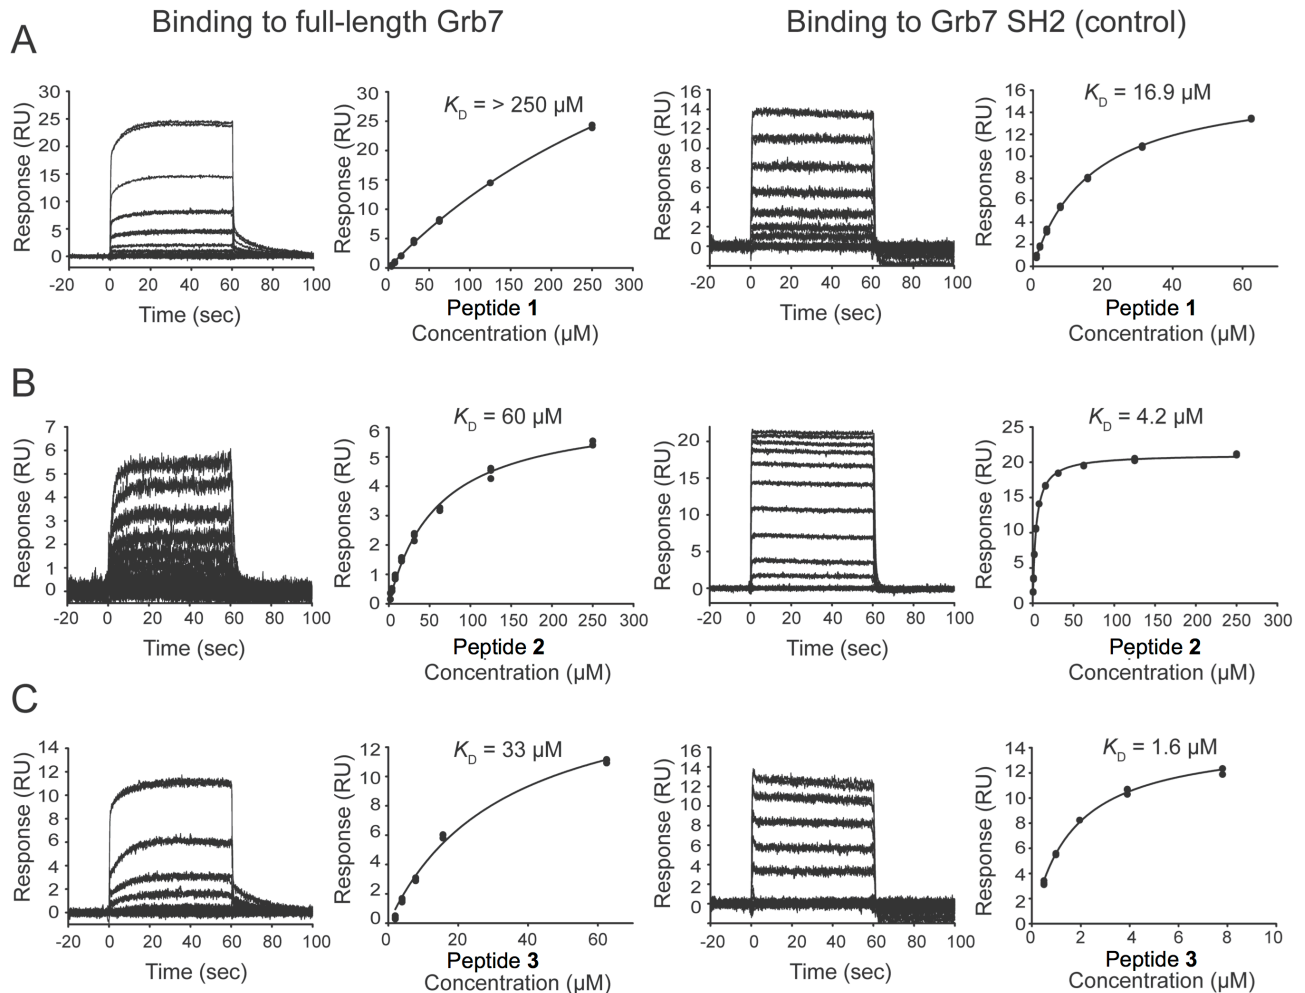 Binding to full-length Grb7
Binding to Grb7 SH2 (control)
A
Response (RU)
30
25
20
15
10
5
0
-20 0 20 40 60 80 100
Time (sec)
Response (RU)
30
25
20
15
10
5
0
K_D = > 250 µM
0 50 100 150 200 250 300
Peptide 1
Concentration (µM)
Response (RU)
16
14
12
10
8
6
4
2
0
-20 0 20 40 60 80 100
Time (sec)
Response (RU)
16
14
12
10
8
6
4
2
0
K_D = 16.9 µM
0 20 40 60
Peptide 1
Concentration (µM)
B
Response (RU)
7
6
5
4
3
2
1
0
-20 0 20 40 60 80 100
Time (sec)
Response (RU)
6
5
4
3
2
1
0
K_D = 60 µM
0 50 100 150 200 250 300
Peptide 2
Concentration (µM)
Response (RU)
20
15
10
5
0
-20 0 20 40 60 80 100
Time (sec)
Response (RU)
25
20
15
10
5
0
K_D = 4.2 µM
0 50 100 150 200 250 300
Peptide 2
Concentration (µM)
C
Response (RU)
14
12
10
8
6
4
2
0
-20 0 20 40 60 80 100
Time (sec)
Response (RU)
12
10
8
6
4
2
0
K_D = 33 µM
0 20 40 60
Peptide 3
Concentration (µM)
Response (RU)
16
14
12
10
8
6
4
2
0
-20 0 20 40 60 80 100
Time (sec)
Response (RU)
14
12
10
8
6
4
2
0
K_D = 1.6 µM
0 2 4 6 8 10
Peptide 3
Concentration (µM)